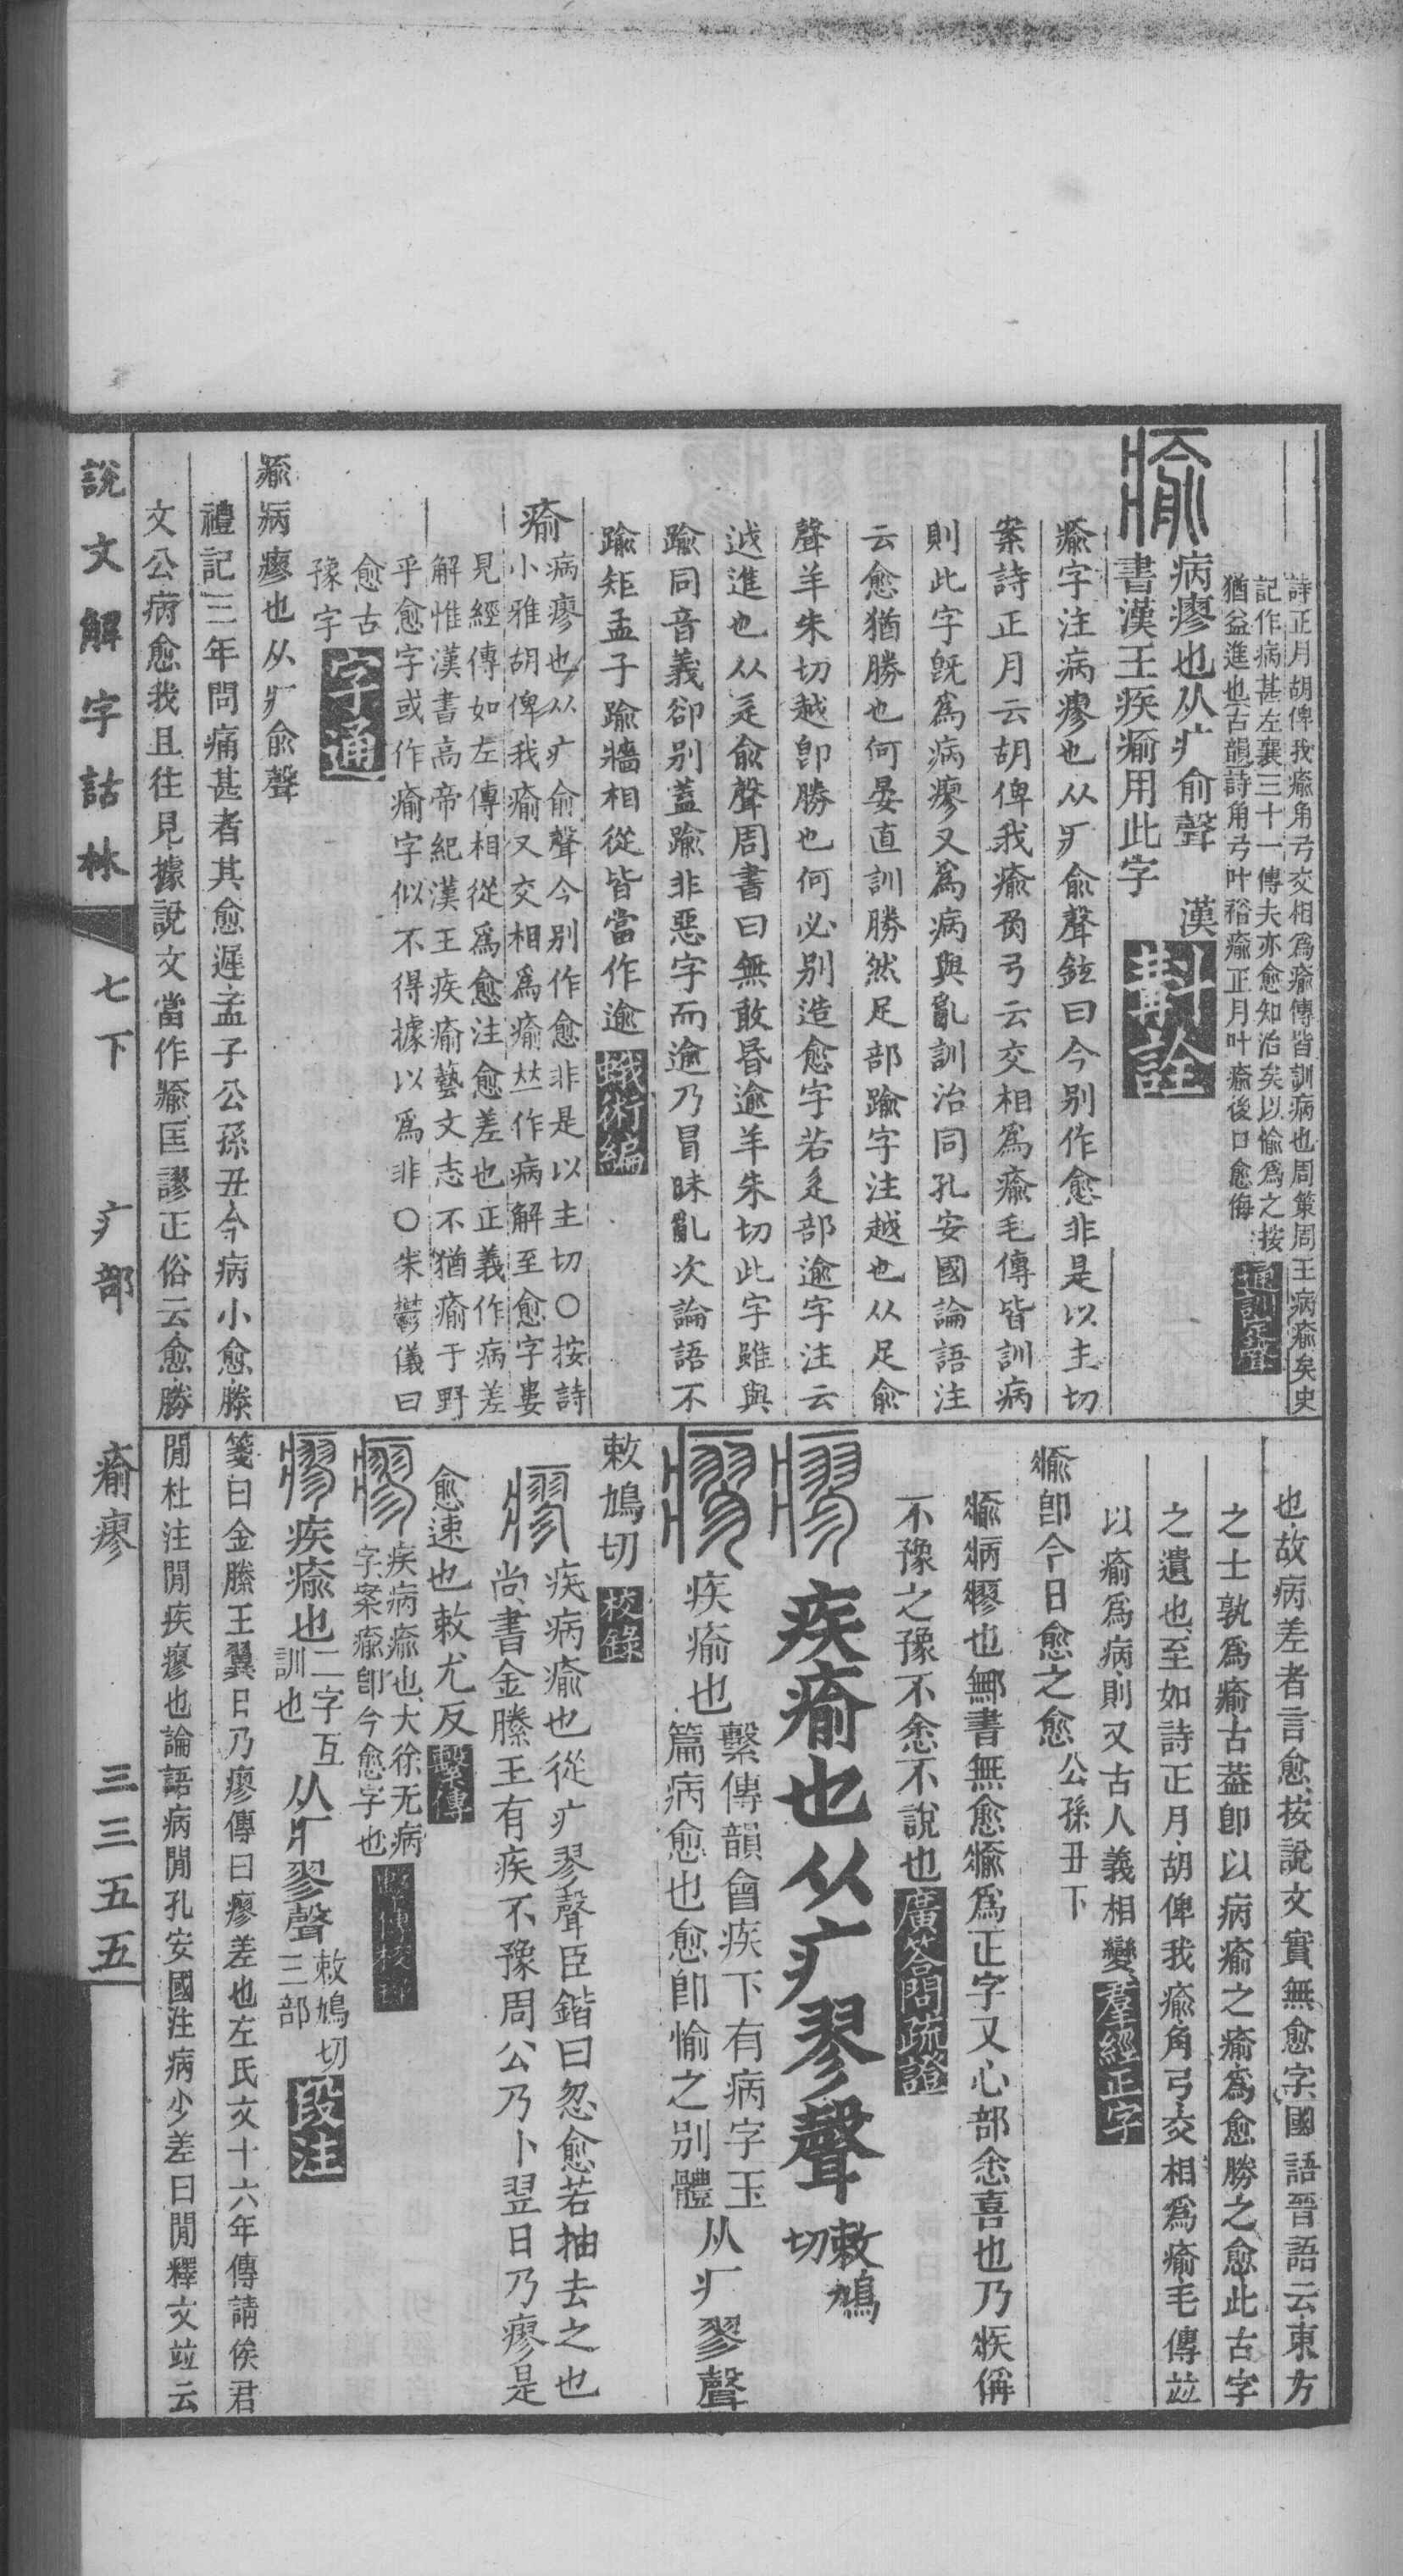 詩正月胡俾我瘉角弓交相爲瘉傳皆訓病也周策周王病瘉矣史
記作病甚左襄三十一傳夫亦愈知治矣以愉爲之按
猶益進也古韻詩角弓叶裕瘉正月叶瘉後口愈侮
通訓定聲
病瘳也从疒俞聲 漢
書漢王疾瘉用此字
斠詮
瘉字注病瘳也从疒俞聲鉉曰今别作愈非是以主切
案詩正月云胡俾我瘉角弓云交相爲瘉毛傳皆訓病
則此字既爲病瘳又爲病與亂訓治同孔安國論語注
云愈猶勝也何晏直訓勝然足部踰字注越也从足俞
聲羊朱切越卽勝也何必别造愈字若辵部逾字注云
逑進也从辵俞聲周書曰無敢昬逾羊朱切此字雖與
踰同音義卻别蓋踰非惡字而逾乃冒昧亂次論語不
踰矩孟子踰牆相從皆當作逾 蛾術編
瘉
病瘳也从疒俞聲今别作愈非是以主切○按詩
小雅胡俾我瘉又交相爲瘉竝作病解至愈字婁
見經傳如左傳相從爲愈注愈差也正義作病差
解惟漢書高帝紀漢王疾瘉藝文志不猶瘉于野
乎愈字或作瘉字似不得據以爲非○朱鬱儀曰
愈古
豫字
字通
瘉病瘳也从疒俞聲
禮記三年問痛甚者其愈遲孟子公孫丑今病小愈滕
文公病愈我且往見據說文當作瘉匡謬正俗云愈勝
也故病差者言愈按說文實無愈字國語晉語云東方
之士孰爲瘉古葢卽以病瘉之瘉爲愈勝之愈此古字
之遺也至如詩正月胡俾我瘉角弓交相爲瘉毛傳竝
以瘉爲病則又古人義相變 羣經正字
瘉卽今日愈之愈 公孫丑下
瘉病瘳也鄦書無愈瘉爲正字又心部悆喜也乃疾偁
不豫之豫不悆不說也 廣答問疏證
疾瘉也从疒翏聲 敕鳩切
疾瘉也
繫傳韻會疾下有病字玉
篇病愈也愈卽愉之别體
从疒翏聲
敕鳩切 校錄
疾病瘉也從疒翏聲臣鍇曰忽愈若抽去之也
尚書金縢王有疾不豫周公乃卜翌日乃瘳是
愈速也敕尤反 繫傳
疾病瘉也大徐无病
字案瘉卽今愈字也
繫傳校錄
疾瘉也 二字互訓也 从疒翏聲 敕鳩切三部 段注
箋曰金縢王翼日乃瘳傳曰瘳差也左氏文十六年傳請俟君
閒杜注閒疾瘳也論語病閒孔安國注病少差曰閒釋文竝云
說文解字詁林 七下 疒部 瘉瘳 三三五五